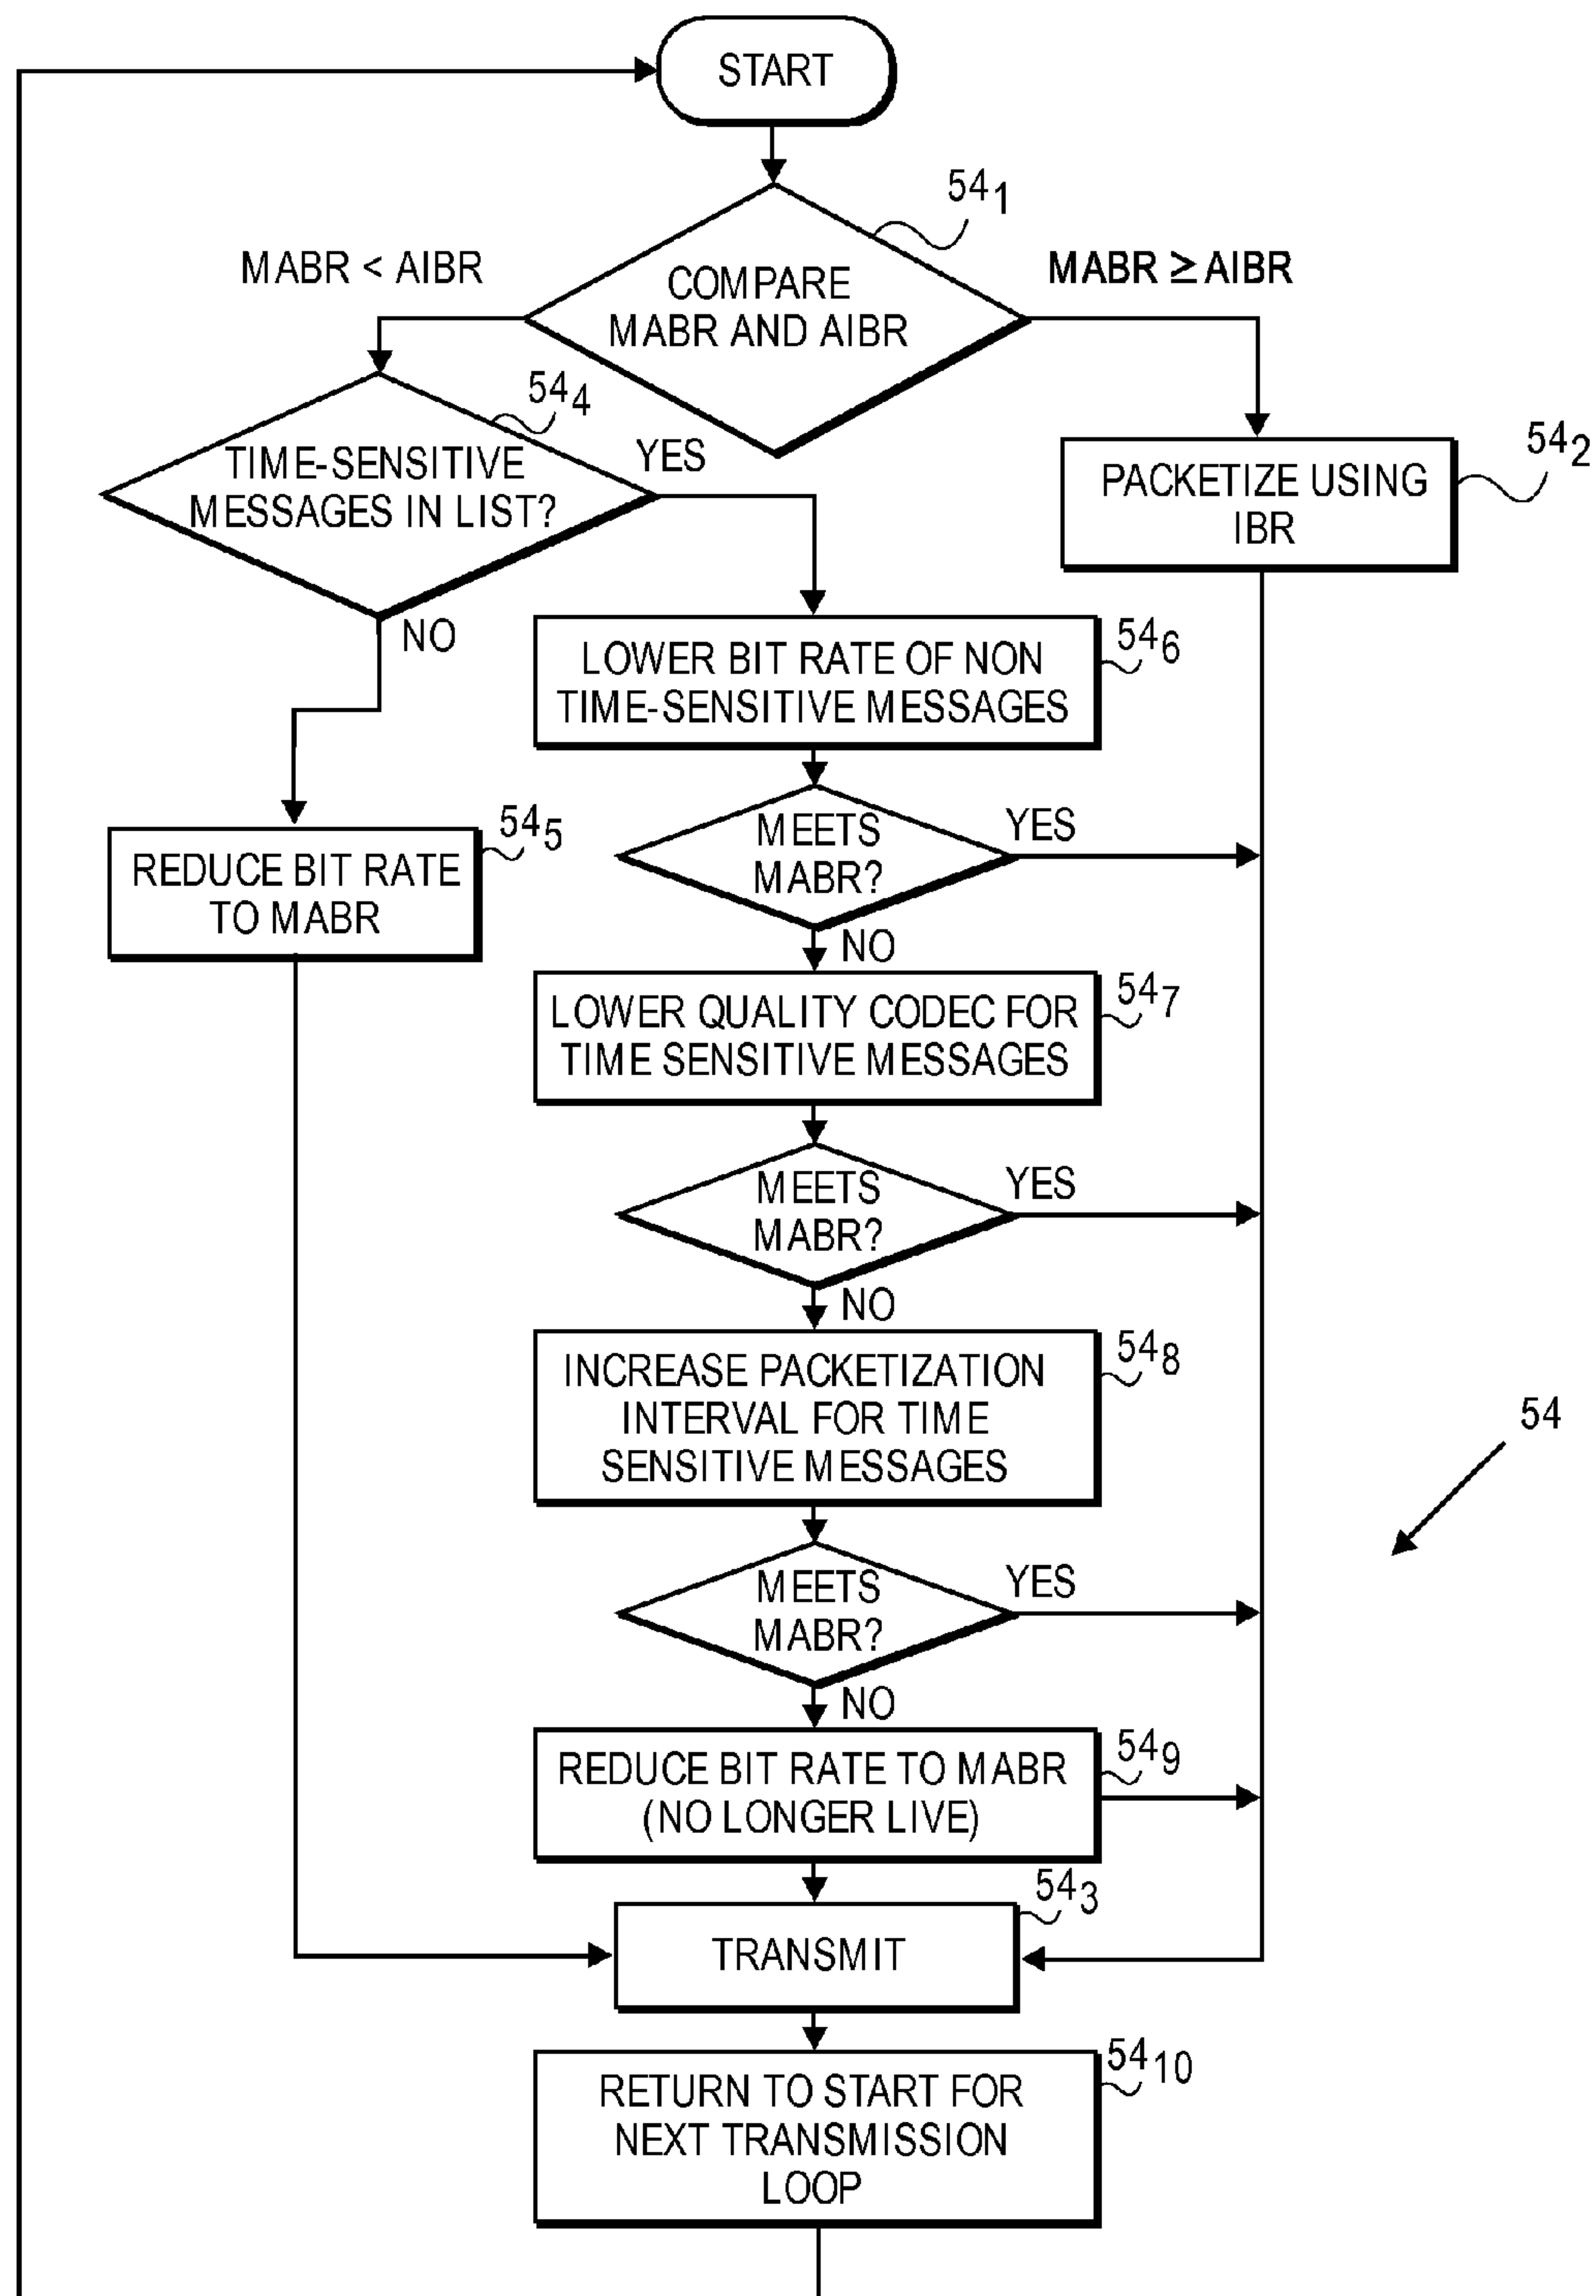 START
54₁
MABR < AIBR
MABR ≥ AIBR
COMPARE
MABR AND AIBR
54₄
TIME-SENSITIVE
MESSAGES IN LIST?
YES
54₂
PACKETIZE USING
IBR
NO
54₆
LOWER BIT RATE OF NON
TIME-SENSITIVE MESSAGES
54₅
REDUCE BIT RATE
TO MABR
MEETS
MABR?
YES
NO
54₇
LOWER QUALITY CODEC FOR
TIME SENSITIVE MESSAGES
MEETS
MABR?
YES
NO
54₈
INCREASE PACKETIZATION
INTERVAL FOR TIME
SENSITIVE MESSAGES
54
MEETS
MABR?
YES
NO
54₉
REDUCE BIT RATE TO MABR
(NO LONGER LIVE)
54₃
TRANSMIT
54₁₀
RETURN TO START FOR
NEXT TRANSMISSION
LOOP